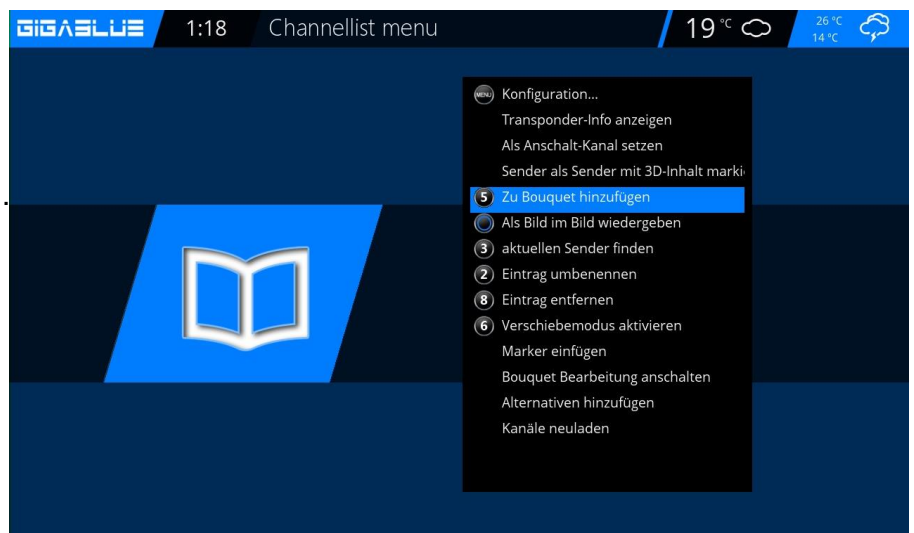 GIGABLUE 1:18 Channellist menu 19 °C 26 °C
14 °C
MENU Konfiguration...
Transponder-Info anzeigen
Als Anschalt-Kanal setzen
Sender als Sender mit 3D-Inhalt marki
5 Zu Bouquet hinzufügen
Als Bild im Bild wiedergeben
3 aktuellen Sender finden
2 Eintrag umbenennen
8 Eintrag entfernen
6 Verschiebemodus aktivieren
Marker einfügen
Bouquet Bearbeitung anschalten
Alternativen hinzufügen
Kanäle neuladen